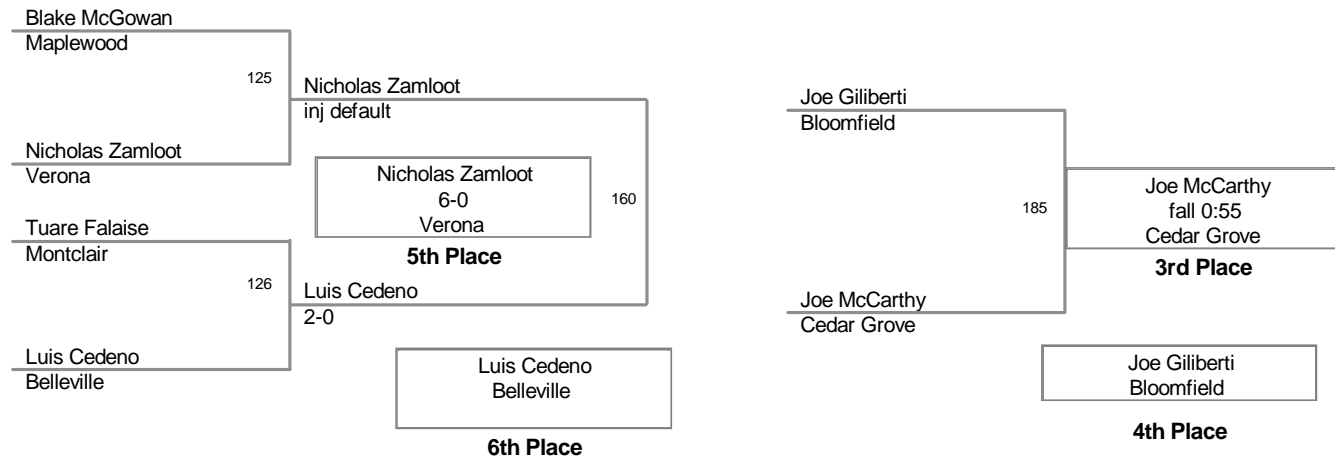 Blake McGowan
Maplewood
125
Nicholas Zamloot
inj default
Nicholas Zamloot
Verona
Nicholas Zamloot
6-0
Verona
5th Place
160
Tuare Falaise
Montclair
126
Luis Cedeno
2-0
Luis Cedeno
Belleville
Luis Cedeno
Belleville
6th Place
Joe Giliberti
Bloomfield
185
Joe McCarthy
fall 0:55
Cedar Grove
3rd Place
Joe McCarthy
Cedar Grove
Joe Giliberti
Bloomfield
4th Place